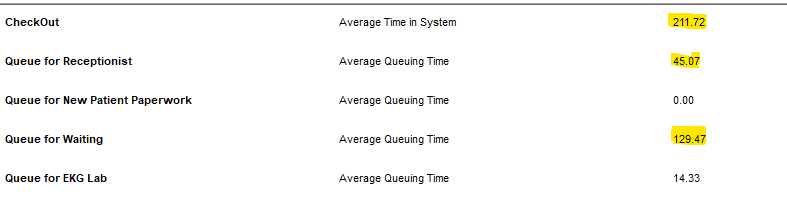 CheckOut Average Time in System 211.72
Queue for Receptionist Average Queuing Time 45.07
Queue for New Patient Paperwork Average Queuing Time 0.00
Queue for Waiting Average Queuing Time 129.47
Queue for EKG Lab Average Queuing Time 14.33